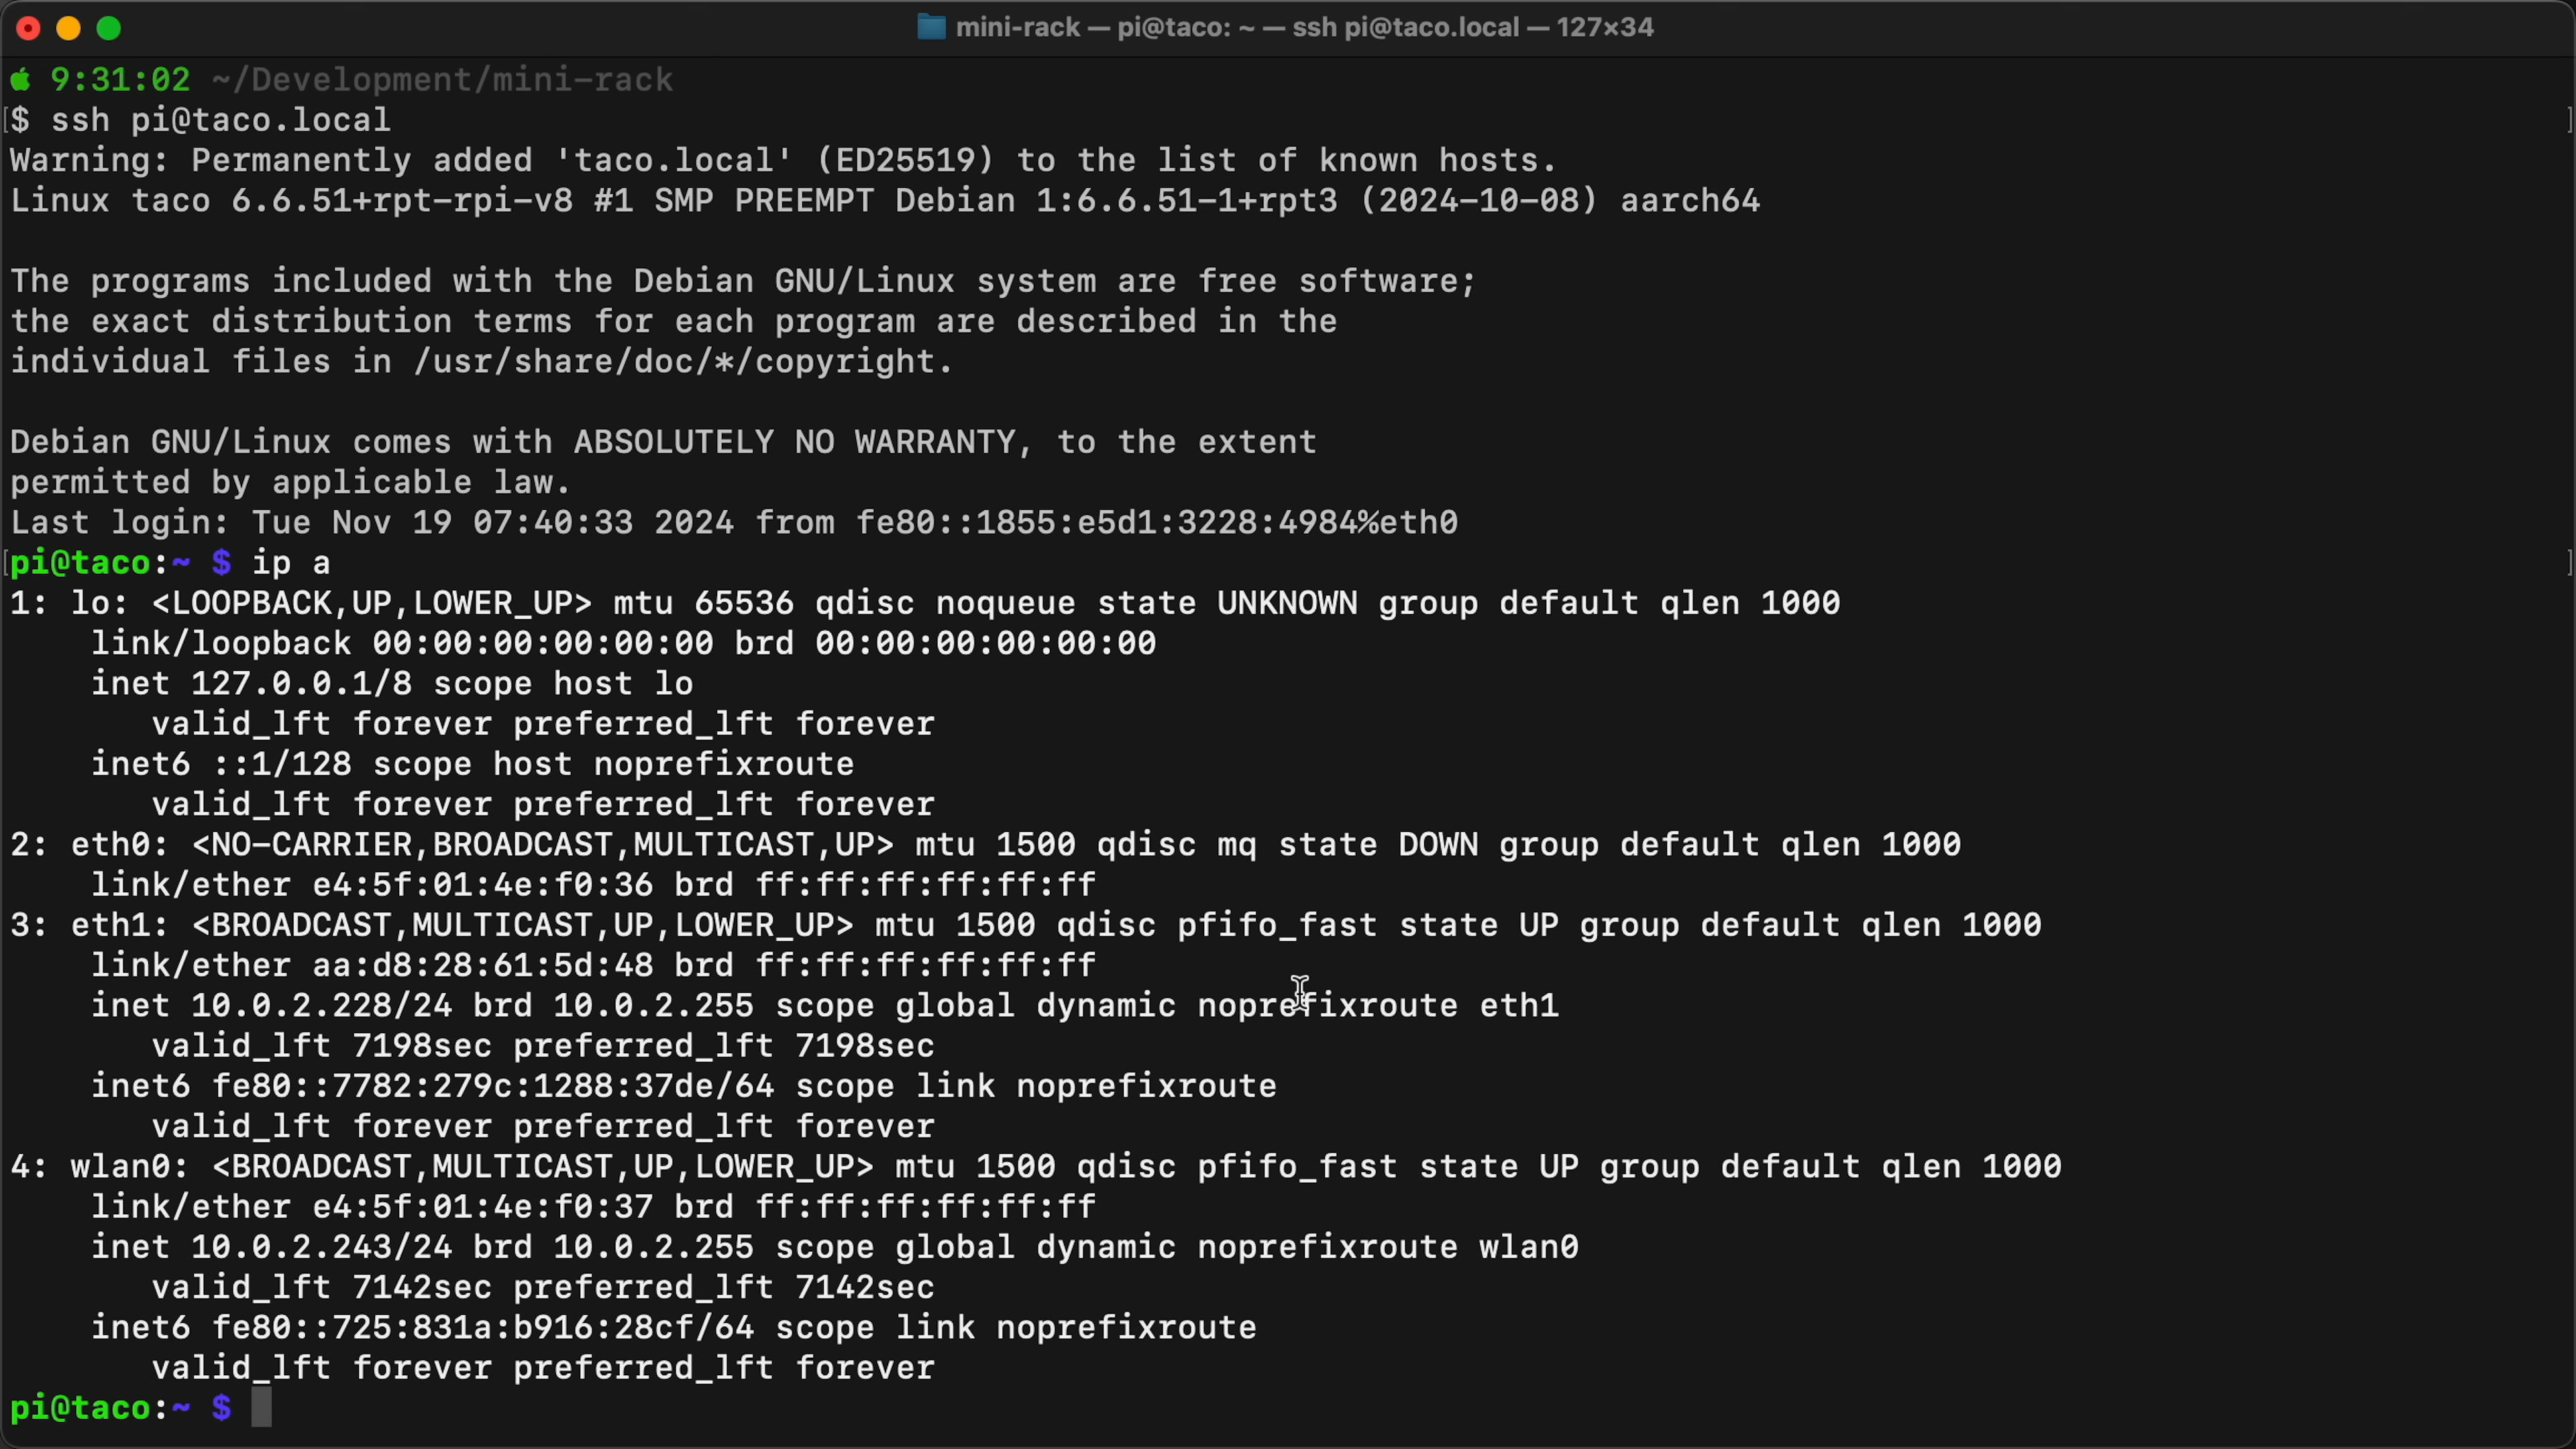 mini-rack — pi@taco: ~ — ssh pi@taco.local — 127×34
9:31:02 ~/Development/mini-rack
[$ ssh pi@taco.local ]
Warning: Permanently added 'taco.local' (ED25519) to the list of known hosts.
Linux taco 6.6.51+rpt-rpi-v8 #1 SMP PREEMPT Debian 1:6.6.51-1+rpt3 (2024-10-08) aarch64
The programs included with the Debian GNU/Linux system are free software;
the exact distribution terms for each program are described in the
individual files in /usr/share/doc/*/copyright.
Debian GNU/Linux comes with ABSOLUTELY NO WARRANTY, to the extent
permitted by applicable law.
Last login: Tue Nov 19 07:40:33 2024 from fe80::1855:e5d1:3228:4984%eth0
[pi@taco:~ $ ip a ]
1: lo: <LOOPBACK,UP,LOWER_UP> mtu 65536 qdisc noqueue state UNKNOWN group default qlen 1000
    link/loopback 00:00:00:00:00:00 brd 00:00:00:00:00:00
    inet 127.0.0.1/8 scope host lo
       valid_lft forever preferred_lft forever
    inet6 ::1/128 scope host noprefixroute
       valid_lft forever preferred_lft forever
2: eth0: <NO-CARRIER,BROADCAST,MULTICAST,UP> mtu 1500 qdisc mq state DOWN group default qlen 1000
    link/ether e4:5f:01:4e:f0:36 brd ff:ff:ff:ff:ff:ff
3: eth1: <BROADCAST,MULTICAST,UP,LOWER_UP> mtu 1500 qdisc pfifo_fast state UP group default qlen 1000
    link/ether aa:d8:28:61:5d:48 brd ff:ff:ff:ff:ff:ff
    inet 10.0.2.228/24 brd 10.0.2.255 scope global dynamic noprefixroute eth1
       valid_lft 7198sec preferred_lft 7198sec
    inet6 fe80::7782:279c:1288:37de/64 scope link noprefixroute
       valid_lft forever preferred_lft forever
4: wlan0: <BROADCAST,MULTICAST,UP,LOWER_UP> mtu 1500 qdisc pfifo_fast state UP group default qlen 1000
    link/ether e4:5f:01:4e:f0:37 brd ff:ff:ff:ff:ff:ff
    inet 10.0.2.243/24 brd 10.0.2.255 scope global dynamic noprefixroute wlan0
       valid_lft 7142sec preferred_lft 7142sec
    inet6 fe80::725:831a:b916:28cf/64 scope link noprefixroute
       valid_lft forever preferred_lft forever
pi@taco:~ $